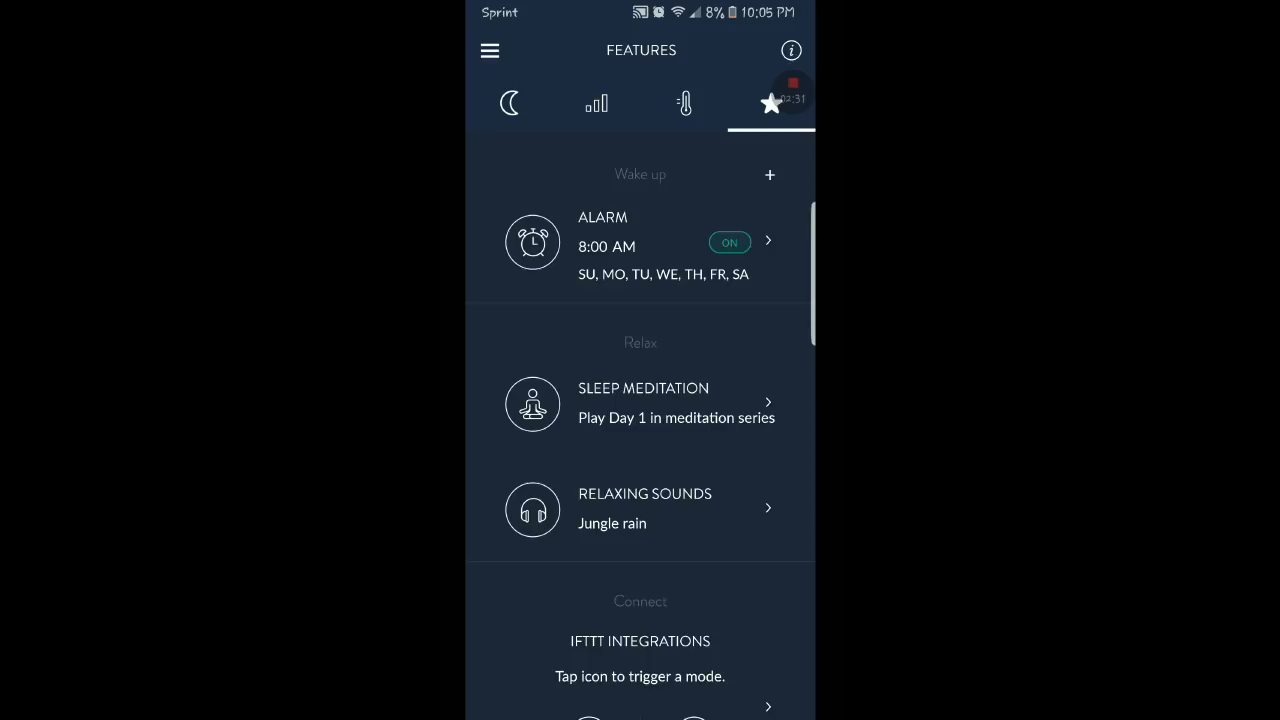 Sprint 8% 10:05 PM
FEATURES
02:31
Wake up +
ALARM
8:00 AM ON
SU, MO, TU, WE, TH, FR, SA
Relax
SLEEP MEDITATION
Play Day 1 in meditation series
RELAXING SOUNDS
Jungle rain
Connect
IFTTT INTEGRATIONS
Tap icon to trigger a mode.